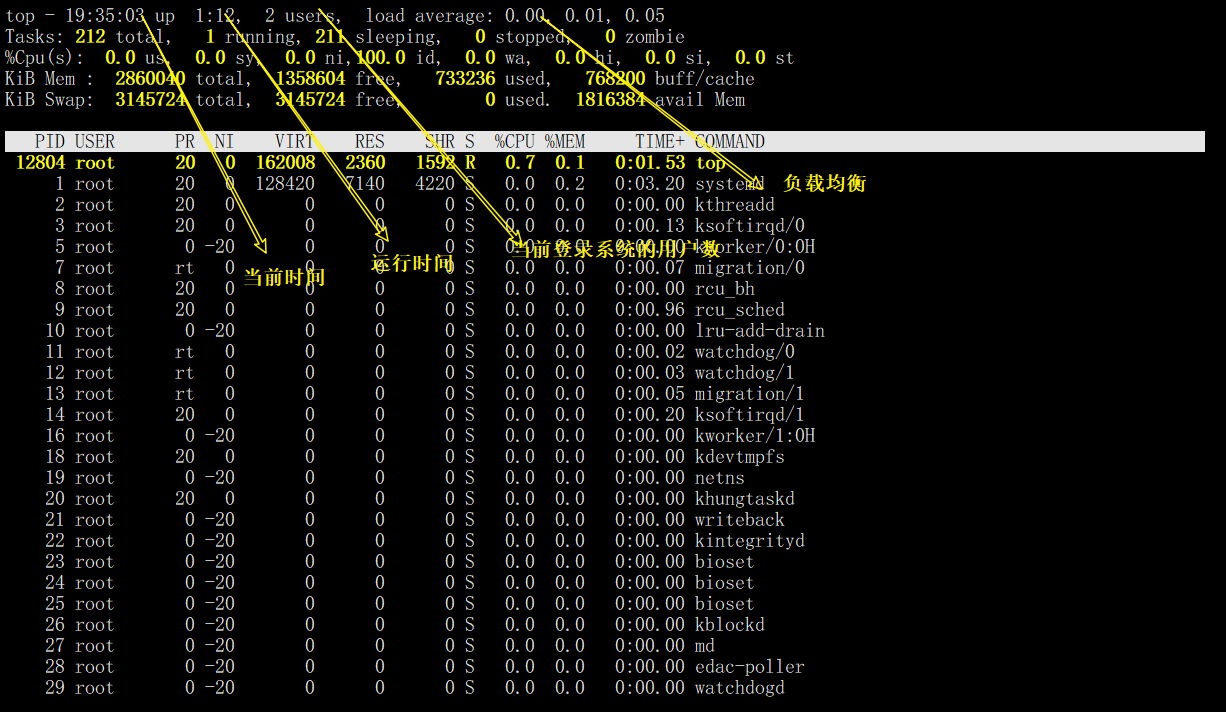 top - 19:35:03 up  1:12,  2 users,  load average: 0.00, 0.01, 0.05
Tasks: 212 total,   1 running, 211 sleeping,   0 stopped,   0 zombie
%Cpu(s):  0.0 us,  0.0 sy,  0.0 ni,100.0 id,  0.0 wa,  0.0 hi,  0.0 si,  0.0 st
KiB Mem :  2860040 total,  1358604 free,   733236 used,   768200 buff/cache
KiB Swap:  3145724 total,  3145724 free,        0 used.  1816384 avail Mem
PID USER      PR  NI    VIRT    RES    SHR S  %CPU %MEM     TIME+ COMMAND
12804 root      20   0  162008   2360   1592 R   0.7  0.1   0:01.53 top
1 root      20   0  128420   7140   4220 S   0.0  0.2   0:03.20 systemd
负载均衡
2 root      20   0       0      0      0 S   0.0  0.0   0:00.00 kthreadd
3 root      20   0       0      0      0 S   0.0  0.0   0:00.13 ksoftirqd/0
5 root       0 -20       0      0      0 S   0.0  0.0   0:00.00 kworker/0:0H
当前登录系统的用户数
运行时间
7 root      rt   0       0      0      0 S   0.0  0.0   0:00.07 migration/0
当前时间
8 root      20   0       0      0      0 S   0.0  0.0   0:00.00 rcu_bh
9 root      20   0       0      0      0 S   0.0  0.0   0:00.96 rcu_sched
10 root       0 -20       0      0      0 S   0.0  0.0   0:00.00 lru-add-drain
11 root      rt   0       0      0      0 S   0.0  0.0   0:00.02 watchdog/0
12 root      rt   0       0      0      0 S   0.0  0.0   0:00.03 watchdog/1
13 root      rt   0       0      0      0 S   0.0  0.0   0:00.05 migration/1
14 root      20   0       0      0      0 S   0.0  0.0   0:00.20 ksoftirqd/1
16 root       0 -20       0      0      0 S   0.0  0.0   0:00.00 kworker/1:0H
18 root      20   0       0      0      0 S   0.0  0.0   0:00.00 kdevtmpfs
19 root       0 -20       0      0      0 S   0.0  0.0   0:00.00 netns
20 root      20   0       0      0      0 S   0.0  0.0   0:00.00 khungtaskd
21 root       0 -20       0      0      0 S   0.0  0.0   0:00.00 writeback
22 root       0 -20       0      0      0 S   0.0  0.0   0:00.00 kintegrityd
23 root       0 -20       0      0      0 S   0.0  0.0   0:00.00 bioset
24 root       0 -20       0      0      0 S   0.0  0.0   0:00.00 bioset
25 root       0 -20       0      0      0 S   0.0  0.0   0:00.00 bioset
26 root       0 -20       0      0      0 S   0.0  0.0   0:00.00 kblockd
27 root       0 -20       0      0      0 S   0.0  0.0   0:00.00 md
28 root       0 -20       0      0      0 S   0.0  0.0   0:00.00 edac-poller
29 root       0 -20       0      0      0 S   0.0  0.0   0:00.00 watchdogd